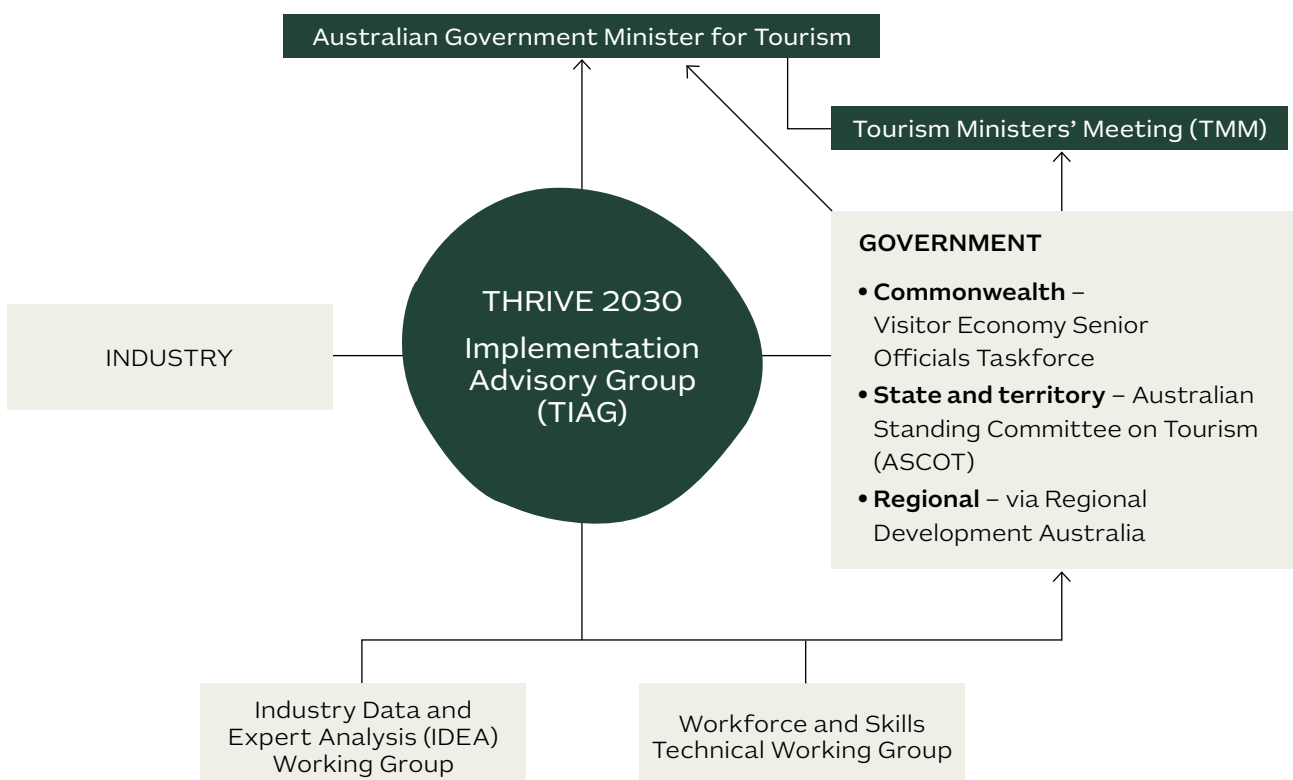 Australian Government Minister for Tourism
Tourism Ministers’ Meeting (TMM)
INDUSTRY
THRIVE 2030
Implementation
Advisory Group
(TIAG)
GOVERNMENT
• Commonwealth –
Visitor Economy Senior
Officials Taskforce
• State and territory – Australian
Standing Committee on Tourism
(ASCOT)
• Regional – via Regional
Development Australia
Industry Data and
Expert Analysis (IDEA)
Working Group
Workforce and Skills
Technical Working Group